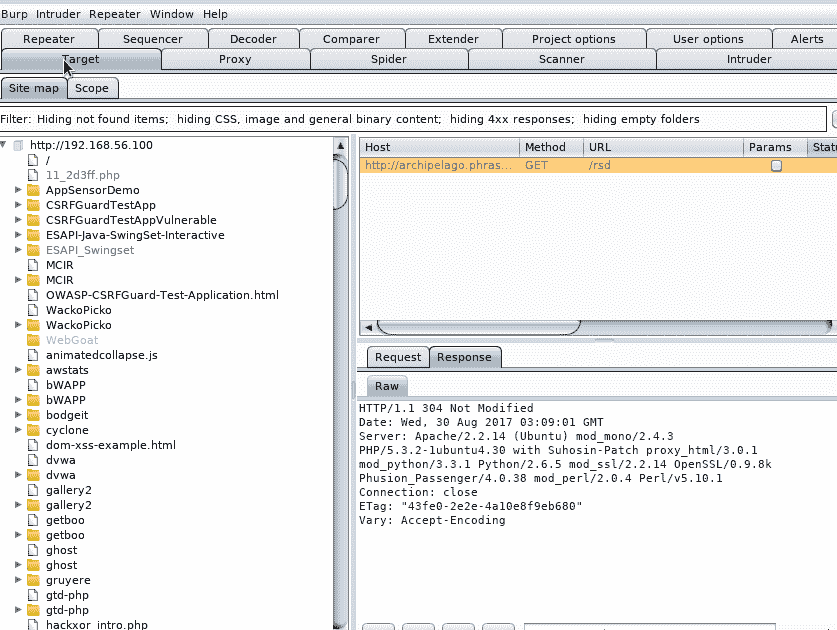 Burp Intruder Repeater Window Help
Repeater Sequencer Decoder Comparer Extender Project options User options Alerts
Target Proxy Spider Scanner Intruder
Site map Scope
Filter: Hiding not found items; hiding CSS, image and general binary content; hiding 4xx responses; hiding empty folders
http://192.168.56.100
/
11_2d3ff.php
AppSensorDemo
CSRFGuardTestApp
CSRFGuardTestAppVulnerable
ESAPI-Java-SwingSet-Interactive
ESAPI_Swingset
MCIR
MCIR
OWASP-CSRFGuard-Test-Application.html
WackoPicko
WackoPicko
WebGoat
animatedcollapse.js
awstats
bWAPP
bWAPP
bodgeit
cyclone
dom-xss-example.html
dvwa
dvwa
gallery2
gallery2
getboo
getboo
ghost
ghost
gruyere
gtd-php
gtd-php
hackxor_intro.php
Host Method URL Params Statu
http://archipelago.phras... GET /rsd
Request Response
Raw
HTTP/1.1 304 Not Modified
Date: Wed, 30 Aug 2017 03:09:01 GMT
Server: Apache/2.2.14 (Ubuntu) mod_mono/2.4.3
PHP/5.3.2-1ubuntu4.30 with Suhosin-Patch proxy_html/3.0.1
mod_python/3.3.1 Python/2.6.5 mod_ssl/2.2.14 OpenSSL/0.9.8k
Phusion_Passenger/4.0.38 mod_perl/2.0.4 Perl/v5.10.1
Connection: close
ETag: "43fe0-2e2e-4a10e8f9eb680"
Vary: Accept-Encoding